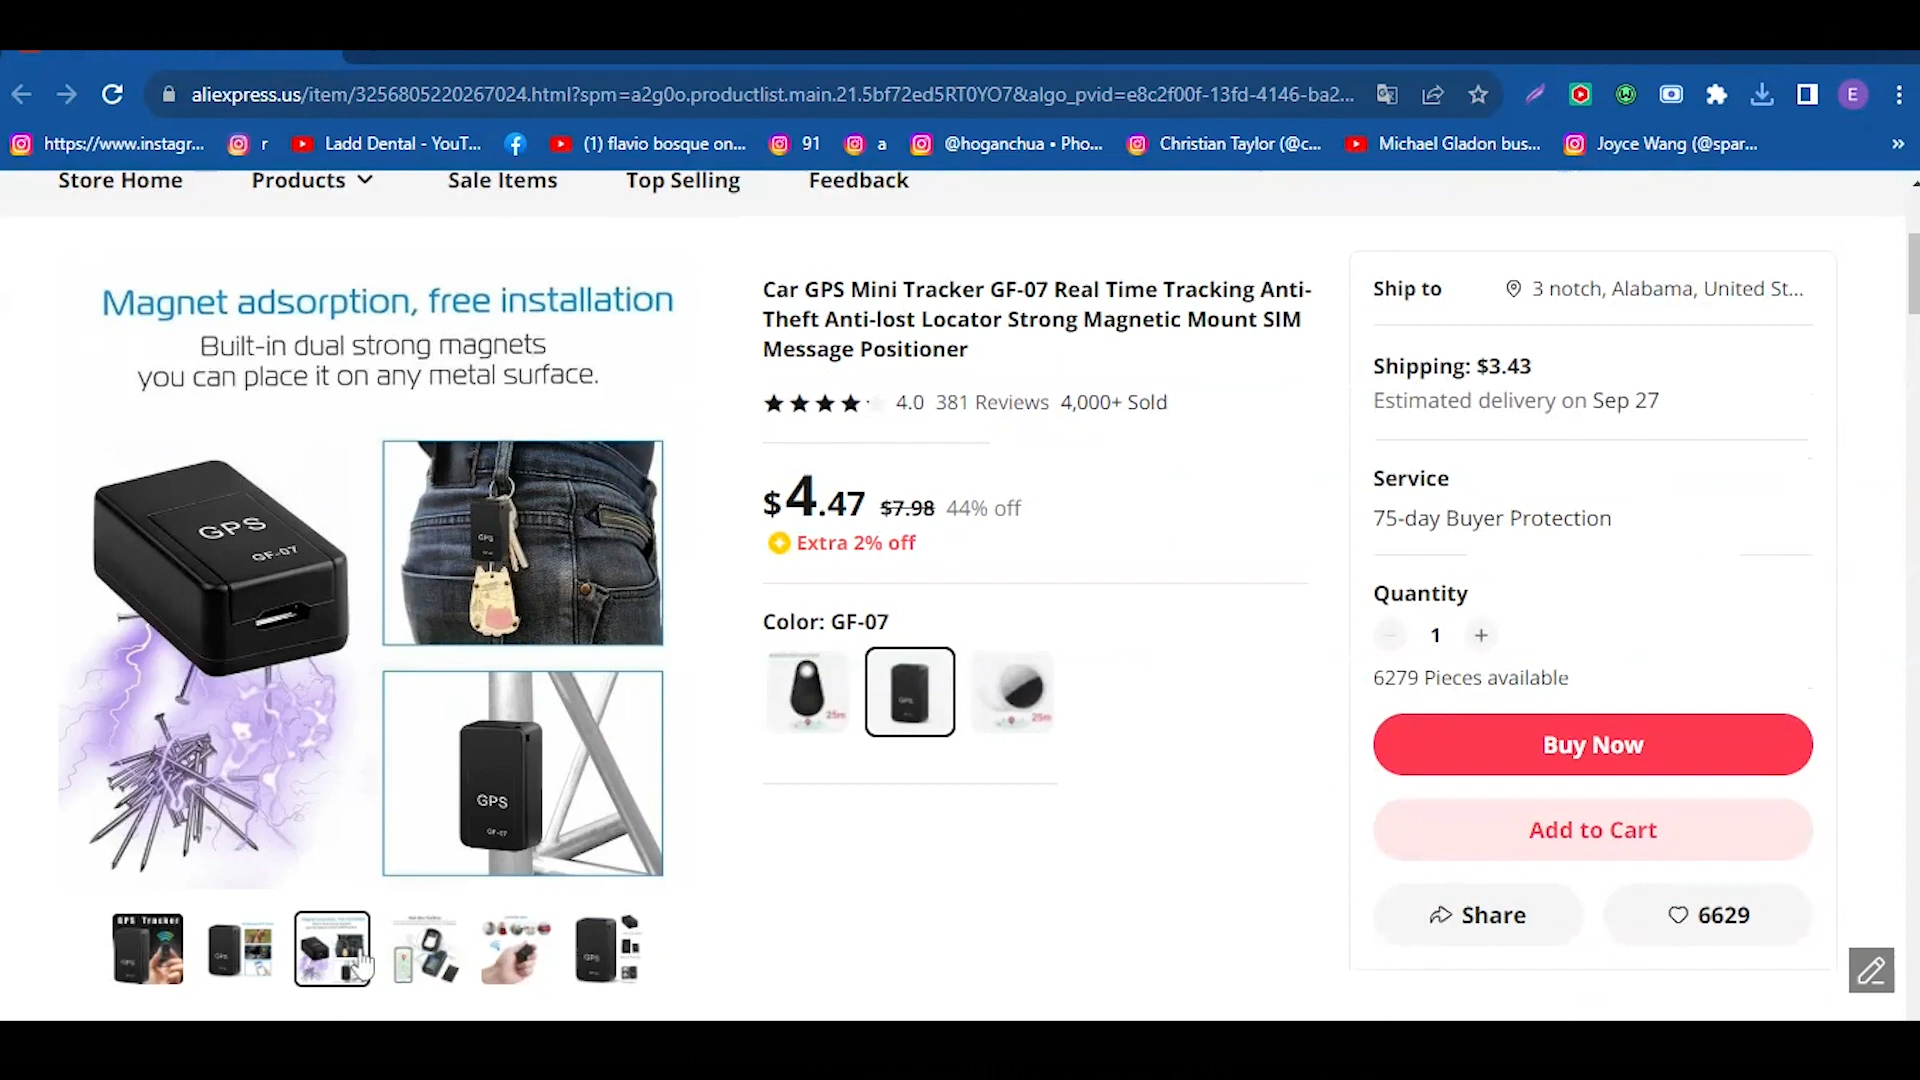 aliexpress.us/item/3256805220267024.html?spm=a2g0o.productlist.main.21.5bf72ed5RT0YO7&algo_pvid=e8c2f00f-13fd-4146-ba2...
E
https://www.instagr...
r
Ladd Dental - YouT...
(1) flavio bosque on...
91
a
@hoganchua • Pho...
Christian Taylor (@c...
Michael Gladon bus...
Joyce Wang (@spar...
»
Store Home
Products
Sale Items
Top Selling
Feedback
Magnet adsorption, free installation
Built-in dual strong magnets
you can place it on any metal surface.
GPS
GF-07
GPS
GPS
GF-07
Car GPS Mini Tracker GF-07 Real Time Tracking Anti-
Theft Anti-lost Locator Strong Magnetic Mount SIM
Message Positioner
4.0 381 Reviews 4,000+ Sold
$4.47 $7.98 44% off
Extra 2% off
Color: GF-07
25m
GPS
25m
Ship to
3 notch, Alabama, United St...
Shipping: $3.43
Estimated delivery on Sep 27
Service
75-day Buyer Protection
Quantity
1 +
6279 Pieces available
Buy Now
Add to Cart
Share
6629
GPS Tracker
GPS
GPS
GPS